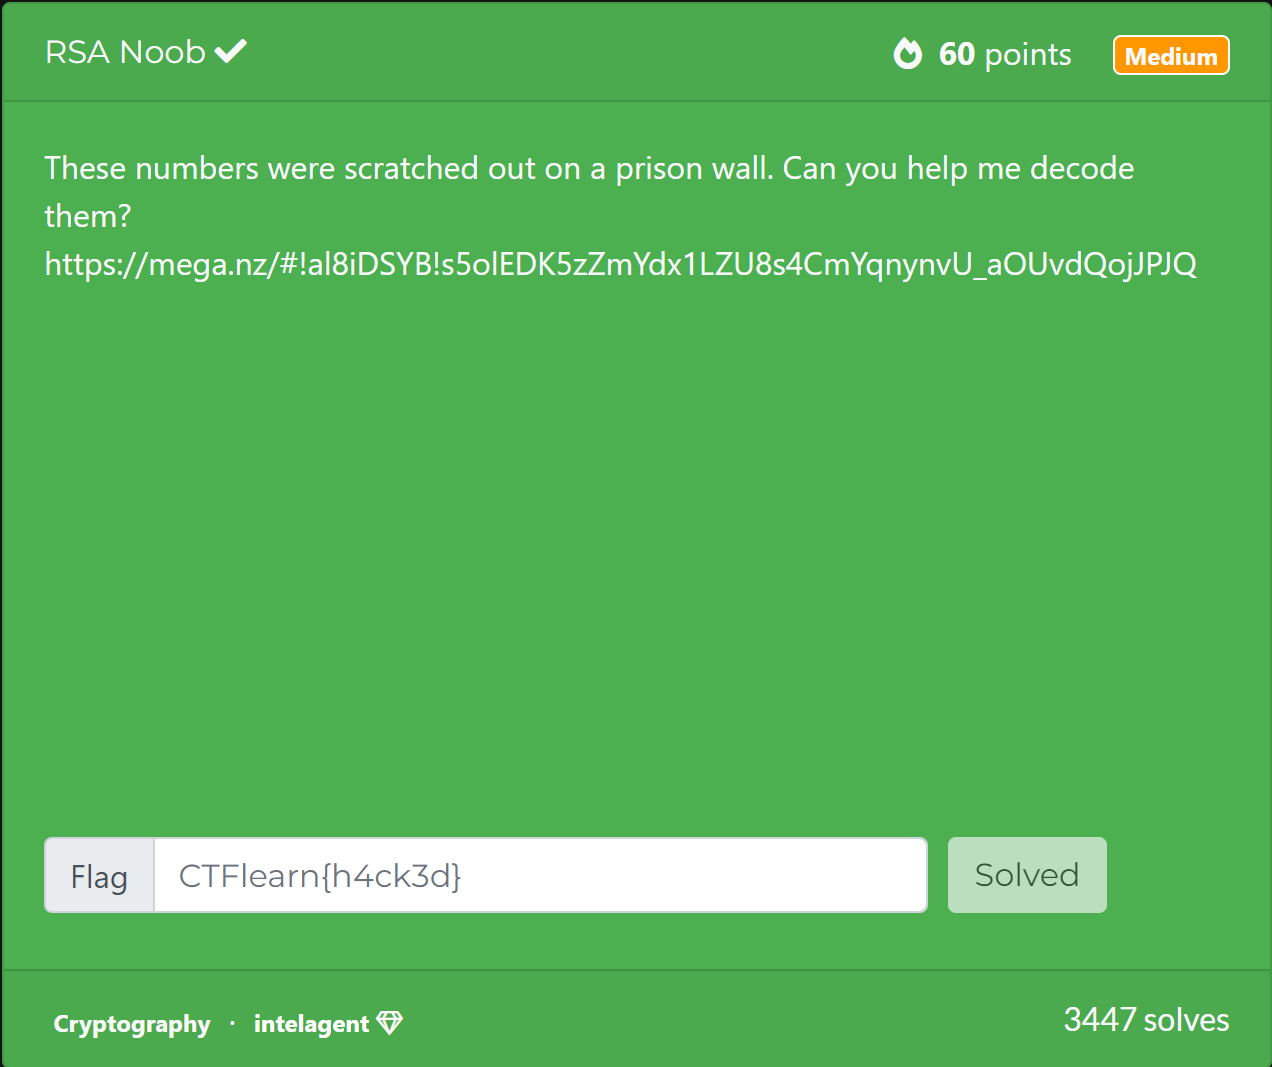 RSA Noob
60 points
Medium
These numbers were scratched out on a prison wall. Can you help me decode
them?
https://mega.nz/#!al8iDSYB!s5olEDK5zZmYdx1LZU8s4CmYqnynvU_aOUvdQojJPJQ
Flag
CTFlearn{h4ck3d}
Solved
Cryptography · intelagent
3447 solves